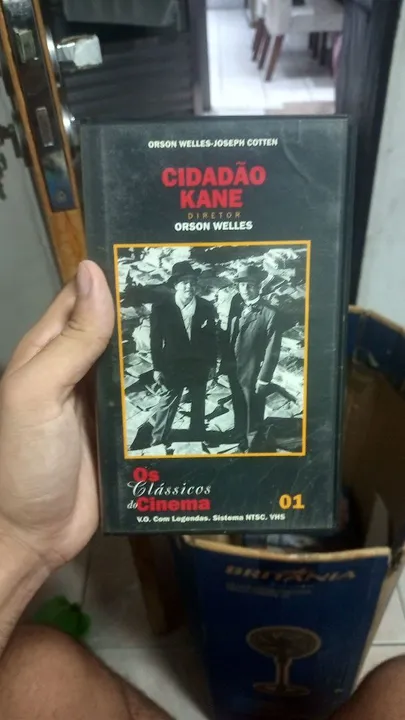 ORSON WELLES-JOSEPH COTTEN
CIDADÃO
KANE
DIRETOR
ORSON WELLES
Os
Clássicos
do Cinema
01
V.O. Com Legendas. Sistema NTSC. VHS
BRITÂNIA